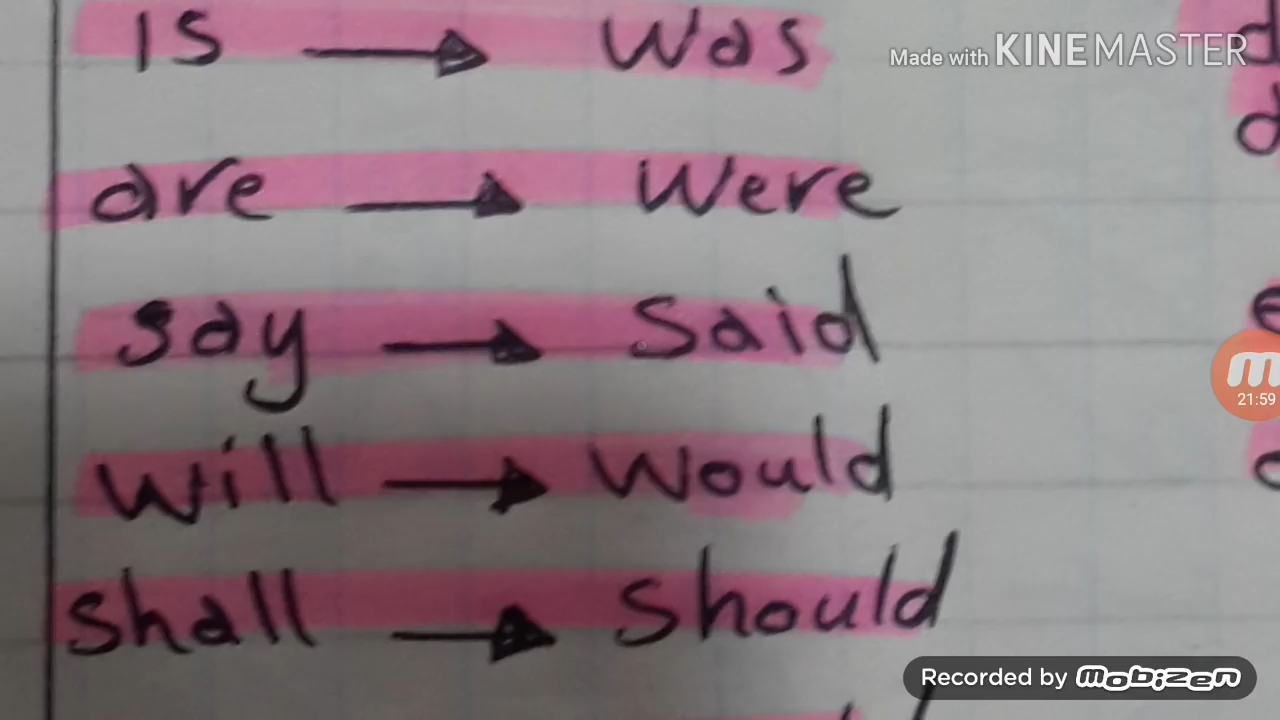 is → was
Made with KINEMASTER
are → were
say → said
21:59
will → would
shall → should
Recorded by mobizen